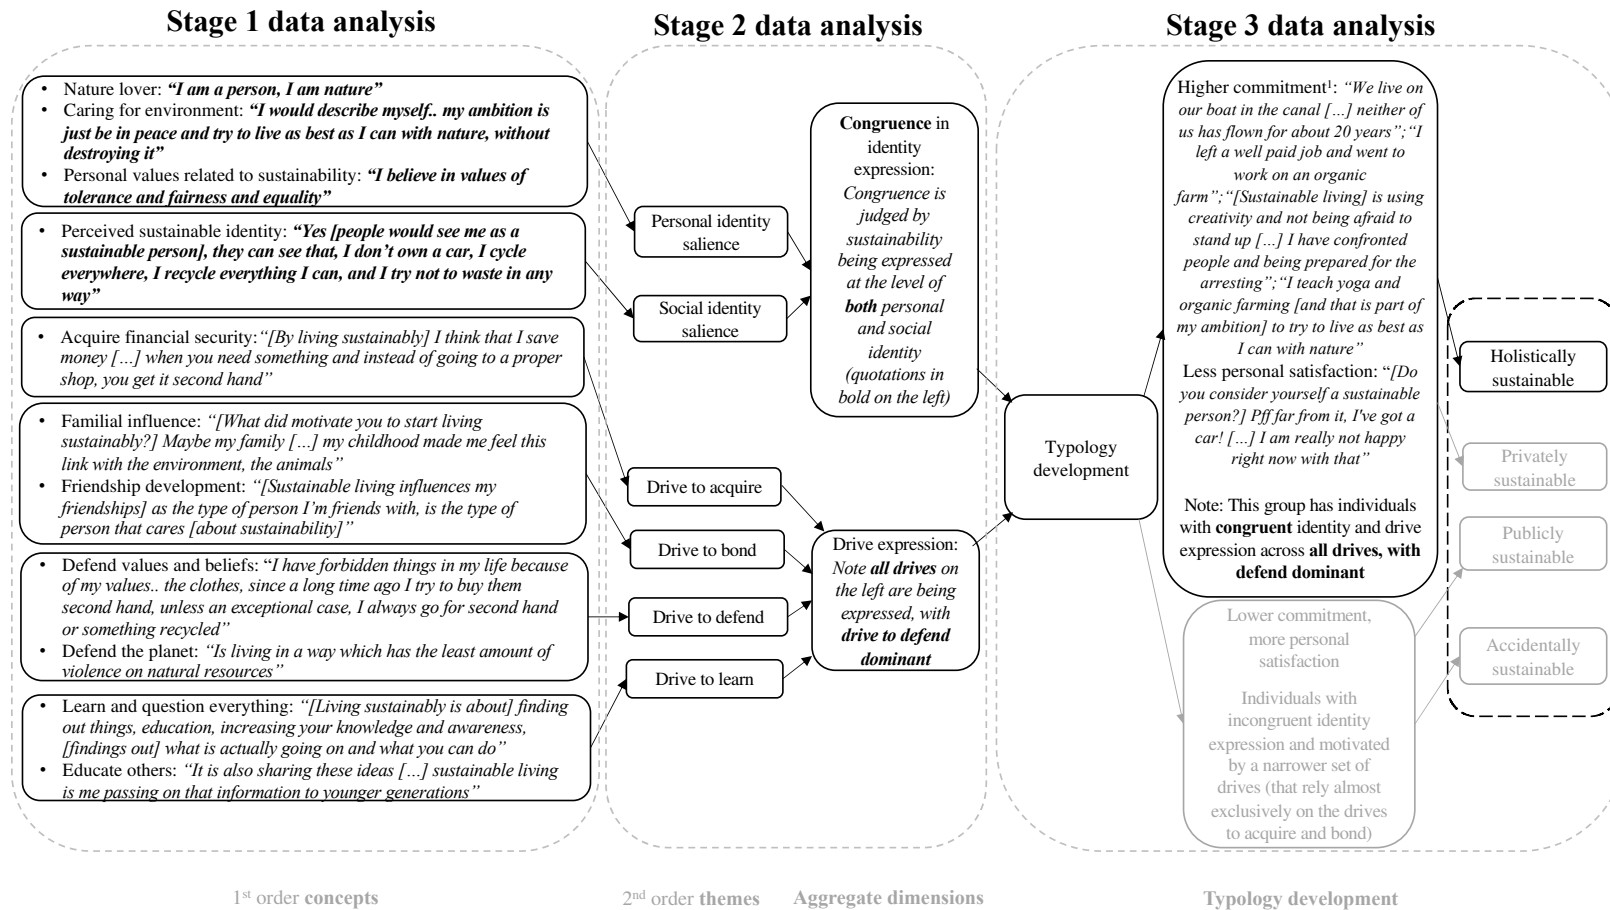 Stage 1 data analysis
• Nature lover: “I am a person, I am nature”
• Caring for environment: “I would describe myself.. my ambition is
just be in peace and try to live as best as I can with nature, without
destroying it”
• Personal values related to sustainability: “I believe in values of
tolerance and fairness and equality”
• Perceived sustainable identity: “Yes [people would see me as a
sustainable person], they can see that, I don’t own a car, I cycle
everywhere, I recycle everything I can, and I try not to waste in any
way”
• Acquire financial security:“[By living sustainably] I think that I save
money […] when you need something and instead of going to a proper
shop, you get it second hand”
• Familial influence: “[What did motivate you to start living
sustainably?] Maybe my family […] my childhood made me feel this
link with the environment, the animals”
• Friendship development: “[Sustainable living influences my
friendships] as the type of person I’m friends with, is the type of
person that cares [about sustainability]”
• Defend values and beliefs: “I have forbidden things in my life because
of my values.. the clothes, since a long time ago I try to buy them
second hand, unless an exceptional case, I always go for second hand
or something recycled”
• Defend the planet: “Is living in a way which has the least amount of
violence on natural resources”
• Learn and question everything: “[Living sustainably is about] finding
out things, education, increasing your knowledge and awareness,
[findings out] what is actually going on and what you can do”
• Educate others: “It is also sharing these ideas […] sustainable living
is me passing on that information to younger generations”
1st order concepts
Stage 2 data analysis
Personal identity
salience
Social identity
salience
Drive to acquire
Drive to bond
Drive to defend
Drive to learn
2nd order themes
Congruence in
identity
expression:
Congruence is
judged by
sustainability
being expressed
at the level of
both personal
and social
identity
(quotations in
bold on the left)
Drive expression:
Note all drives on
the left are being
expressed, with
drive to defend
dominant
Aggregate dimensions
Stage 3 data analysis
Typology
development
Higher commitment1: “We live on
our boat in the canal […] neither of
us has flown for about 20 years”;“I
left a well paid job and went to
work on an organic
farm”;“[Sustainable living] is using
creativity and not being afraid to
stand up […] I have confronted
people and being prepared for the
arresting”;“I teach yoga and
organic farming [and that is part of
my ambition] to try to live as best as
I can with nature”
Less personal satisfaction: “[Do
you consider yourself a sustainable
person?] Pff far from it, I've got a
car! […] I am really not happy
right now with that”
Note: This group has individuals
with congruent identity and drive
expression across all drives, with
defend dominant
Lower commitment,
more personal
satisfaction
Individuals with
incongruent identity
expression and motivated
by a narrower set of
drives (that rely almost
exclusively on the drives
to acquire and bond)
Holistically
sustainable
Privately
sustainable
Publicly
sustainable
Accidentally
sustainable
Typology development